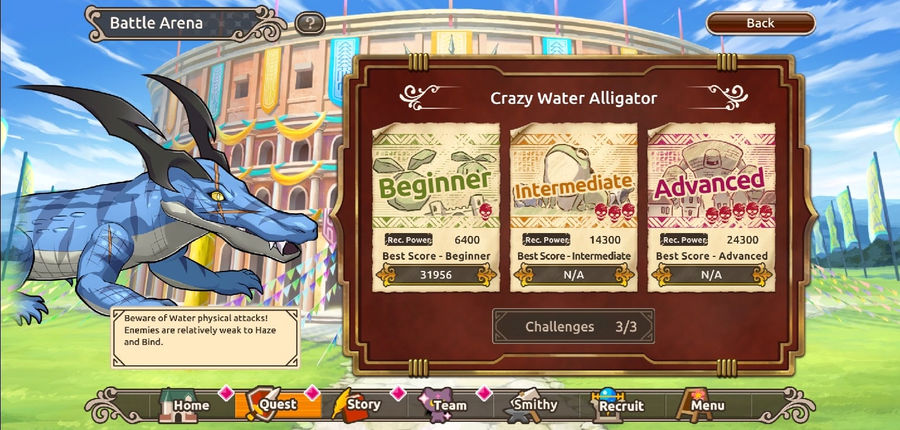 Battle Arena
?
Back
Crazy Water Alligator
Beginner
Rec. Power
6400
Best Score - Beginner
31956
Intermediate
Rec. Power
14300
Best Score - Intermediate
N/A
Advanced
Rec. Power
24300
Best Score - Advanced
N/A
Challenges 3/3
Beware of Water physical attacks!
Enemies are relatively weak to Haze
and Bind.
Home
Quest
Story
Team
Smithy
Recruit
Menu